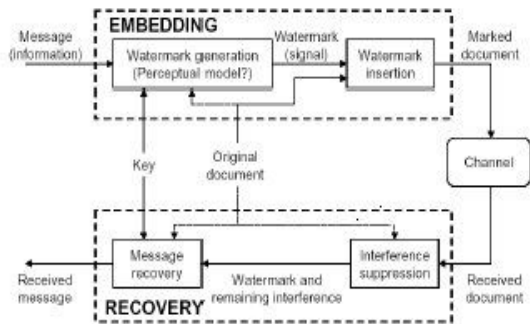 EMBEDDING
Message
(information)
Watermark generation
(Perceptual model?)
Watermark
(signal)
Watermark
insertion
Marked
document
Key
Original
document
Channel
Message
recovery
Interference
suppression
Received
message
Watermark and
remaining interference
Received
document
RECOVERY